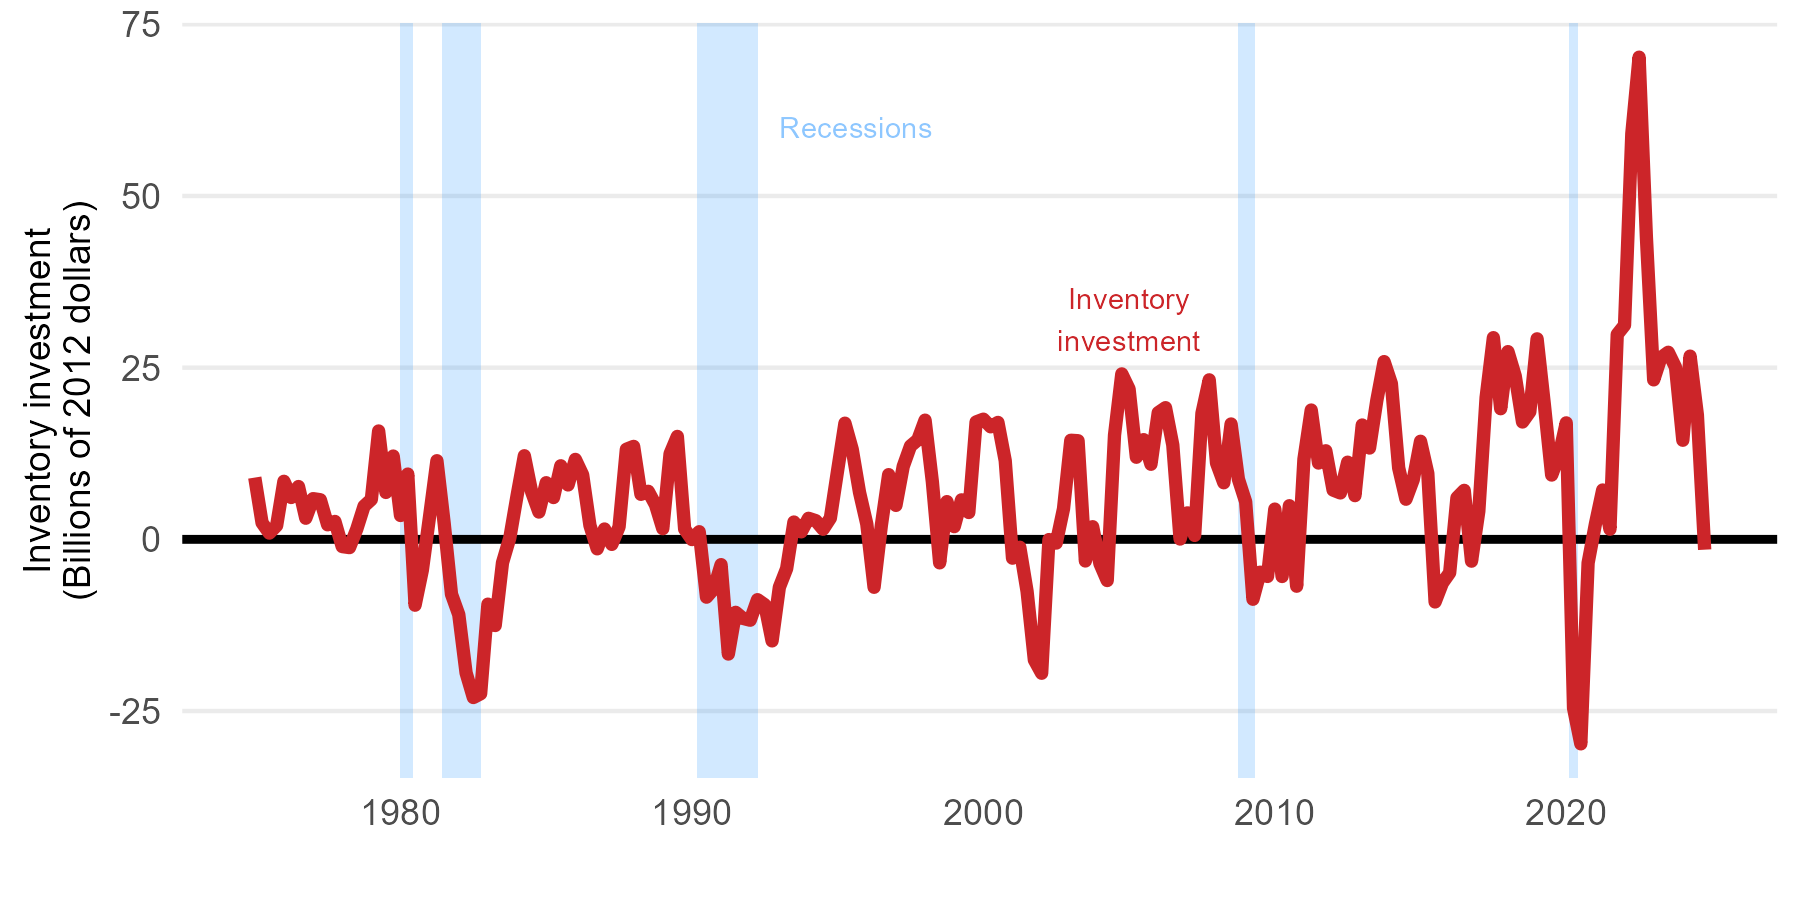 75
50
25
0
-25
Inventory investment
(Billions of 2012 dollars)
Recessions
Inventory
investment
1980
1990
2000
2010
2020